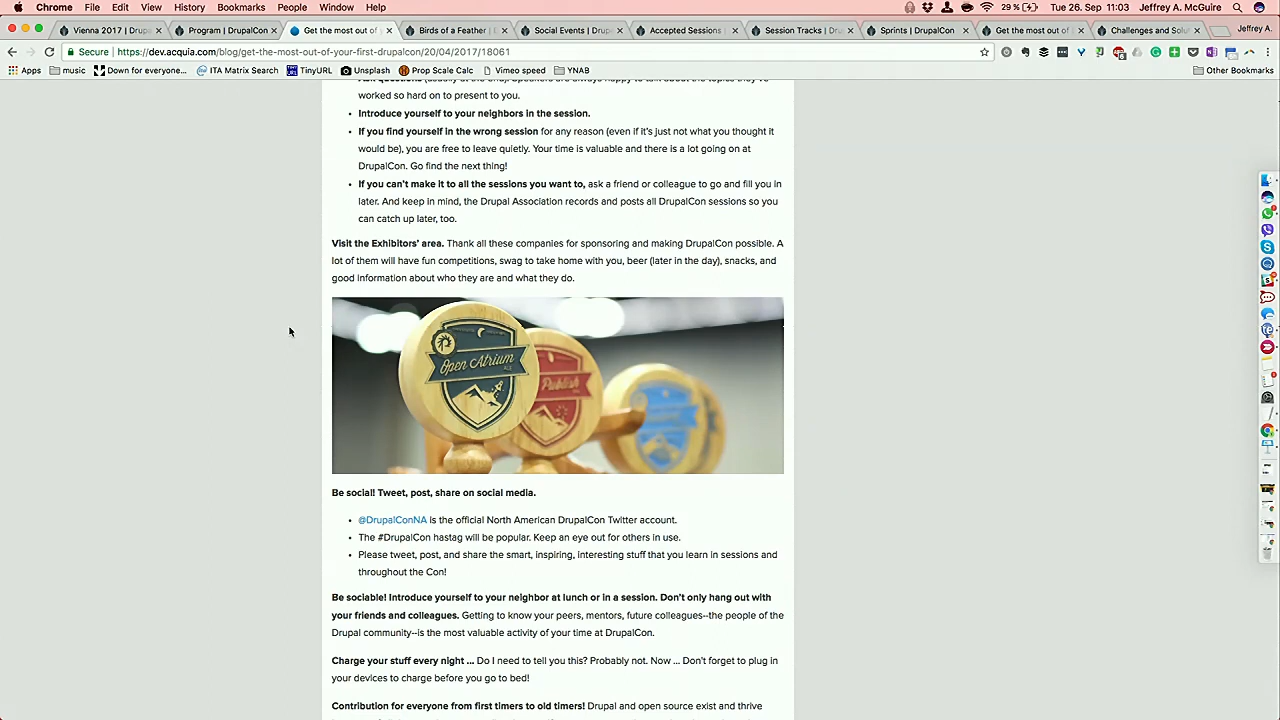 Chrome File Edit View History Bookmarks People Window Help 29 % Tue 26. Sep 11:03 Jeffrey A. McGuire
Vienna 2017 | Drup Program | DrupalCon Get the most out of Birds of a Feather | Social Events | Drup Accepted Sessions Session Tracks | Dru Sprints | DrupalCon Get the most out of Challenges and Solu Jeffrey A.
Secure https://dev.acquia.com/blog/get-the-most-out-of-your-first-drupalcon/20/04/2017/18061
Apps music Down for everyone... ITA Matrix Search TinyURL Unsplash Prop Scale Calc Vimeo speed YNAB Other Bookmarks
worked so hard on to present to you.
• Introduce yourself to your neighbors in the session.
• If you find yourself in the wrong session for any reason (even if it's just not what you thought it
would be), you are free to leave quietly. Your time is valuable and there is a lot going on at
DrupalCon. Go find the next thing!
• If you can't make it to all the sessions you want to, ask a friend or colleague to go and fill you in
later. And keep in mind, the Drupal Association records and posts all DrupalCon sessions so you
can catch up later, too.
Visit the Exhibitors' area. Thank all these companies for sponsoring and making DrupalCon possible. A
lot of them will have fun competitions, swag to take home with you, beer (later in the day), snacks, and
good information about who they are and what they do.
Open Atrium
Publish
Be social! Tweet, post, share on social media.
• @DrupalConNA is the official North American DrupalCon Twitter account.
• The #DrupalCon hastag will be popular. Keep an eye out for others in use.
• Please tweet, post, and share the smart, inspiring, interesting stuff that you learn in sessions and
throughout the Con!
Be sociable! Introduce yourself to your neighbor at lunch or in a session. Don't only hang out with
your friends and colleagues. Getting to know your peers, mentors, future colleagues--the people of the
Drupal community--is the most valuable activity of your time at DrupalCon.
Charge your stuff every night ... Do I need to tell you this? Probably not. Now ... Don't forget to plug in
your devices to charge before you go to bed!
Contribution for everyone from first timers to old timers! Drupal and open source exist and thrive